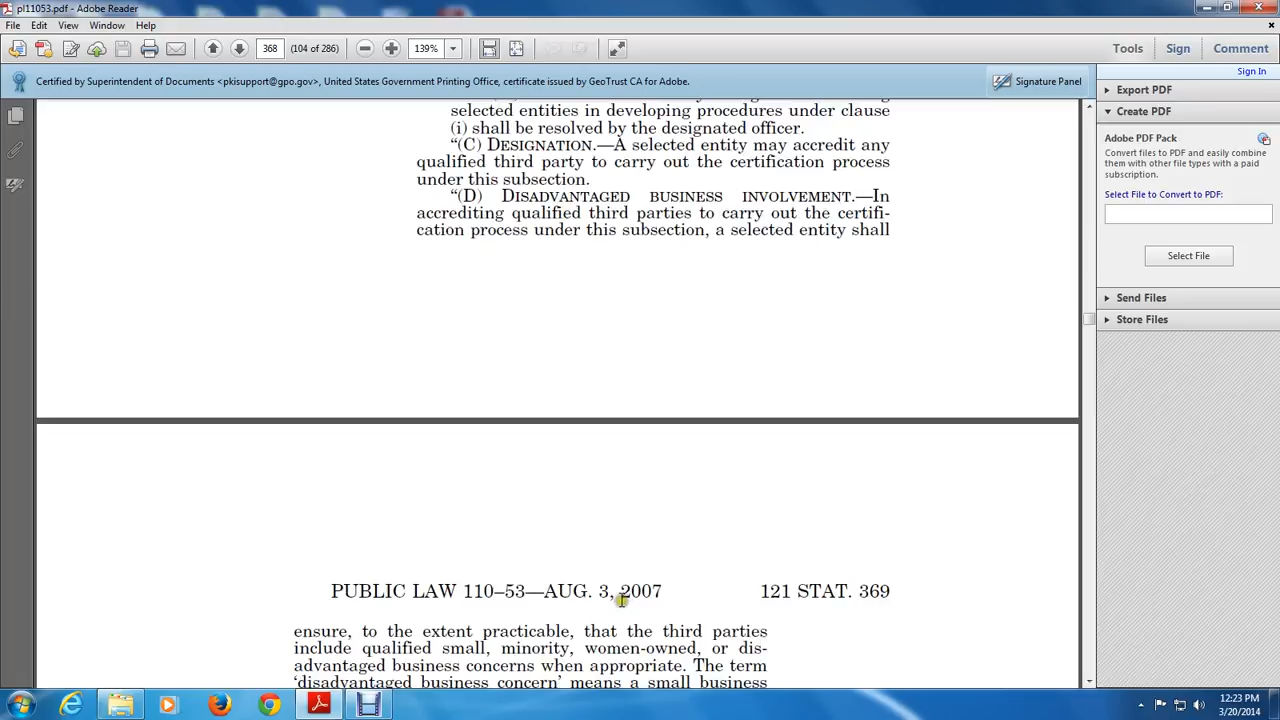 pl11053.pdf - Adobe Reader
File Edit View Window Help
368 (104 of 286) 139% Tools Sign Comment
Certified by Superintendent of Documents <pkisupport@gpo.gov>, United States Government Printing Office, certificate issued by GeoTrust CA for Adobe. Signature Panel
Sign In
Export PDF
Create PDF
Adobe PDF Pack
Convert files to PDF and easily combine
them with other file types with a paid
subscription.
Select File to Convert to PDF:
Select File
Send Files
Store Files
selected entities in developing procedures under clause
(i) shall be resolved by the designated officer.
“(C) DESIGNATION.—A selected entity may accredit any
qualified third party to carry out the certification process
under this subsection.
“(D) DISADVANTAGED BUSINESS INVOLVEMENT.—In
accrediting qualified third parties to carry out the certifi-
cation process under this subsection, a selected entity shall
PUBLIC LAW 110–53—AUG. 3, 2007 121 STAT. 369
ensure, to the extent practicable, that the third parties
include qualified small, minority, women-owned, or dis-
advantaged business concerns when appropriate. The term
‘disadvantaged business concern’ means a small business
12:23 PM
3/20/2014